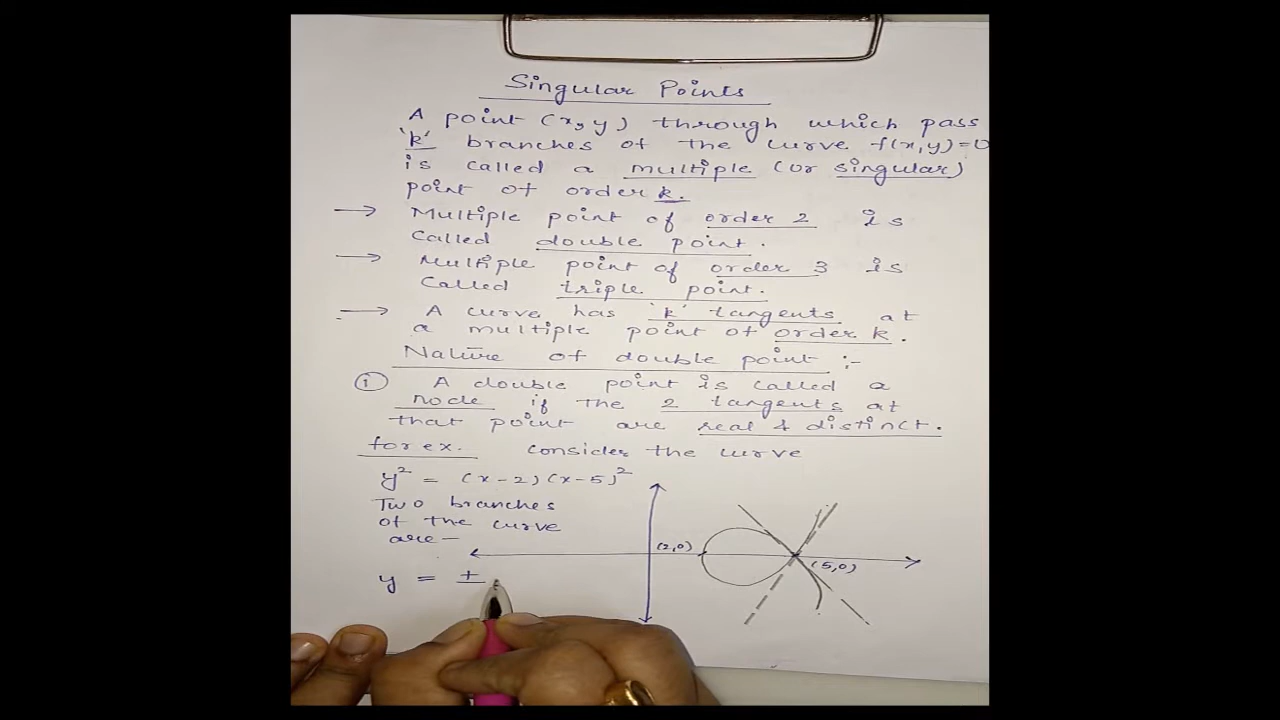 Singular Points
A point (x,y) through which pass
'k' branches of the curve f(x,y)=0
is called a multiple (or singular)
point of order k.
→ Multiple point of order 2 is
called double point.
→ Multiple point of order 3 is
called triple point.
→ A curve has 'k' tangents at
a multiple point of order k.
Nature of double point :-
(i) A double point is called a
node if the 2 tangents at
that point are real & distinct.
for ex. consider the curve
y² = (x-2)(x-5)²
Two branches
of the curve
are —
(2,0)
(5,0)
y = ±